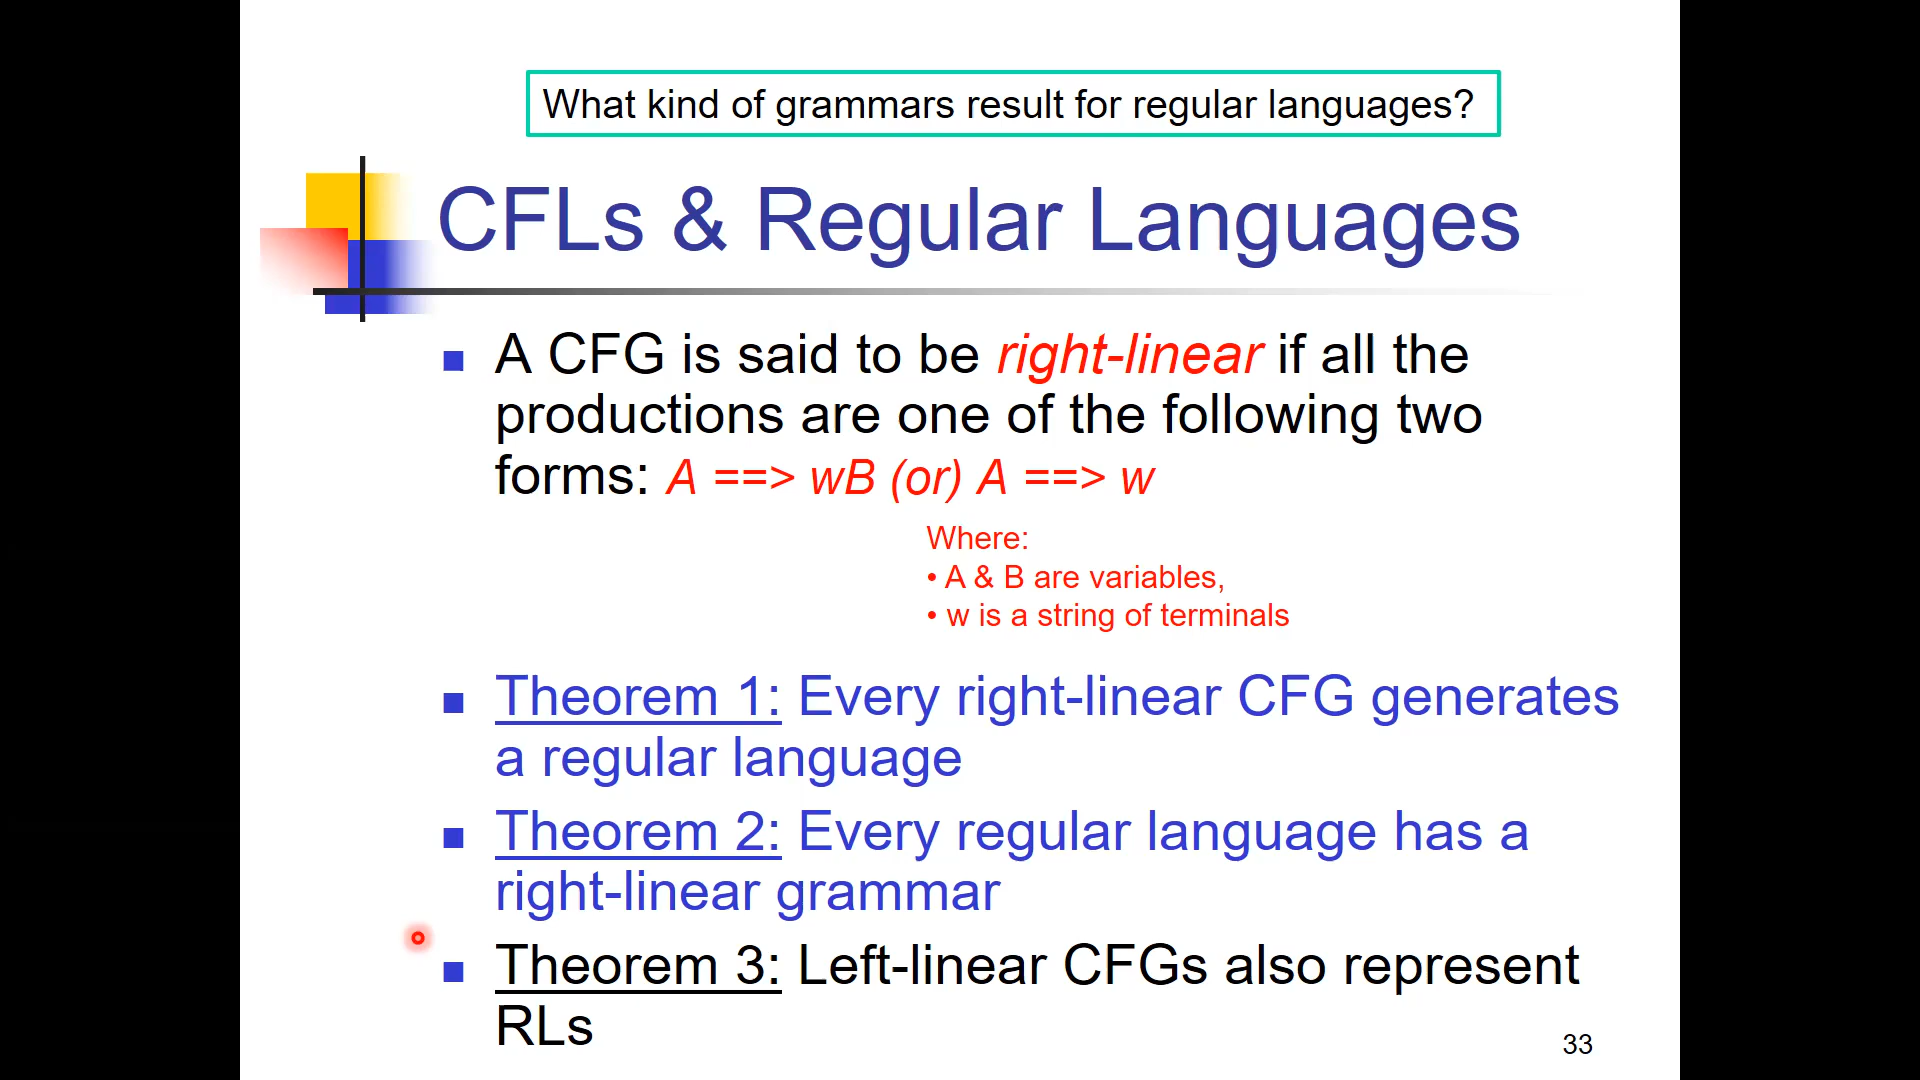 What kind of grammars result for regular languages?
CFLs & Regular Languages
A CFG is said to be right-linear if all the
productions are one of the following two
forms: A ==> wB (or) A ==> w
Where:
• A & B are variables,
• w is a string of terminals
Theorem 1: Every right-linear CFG generates
a regular language
Theorem 2: Every regular language has a
right-linear grammar
Theorem 3: Left-linear CFGs also represent
RLs
33